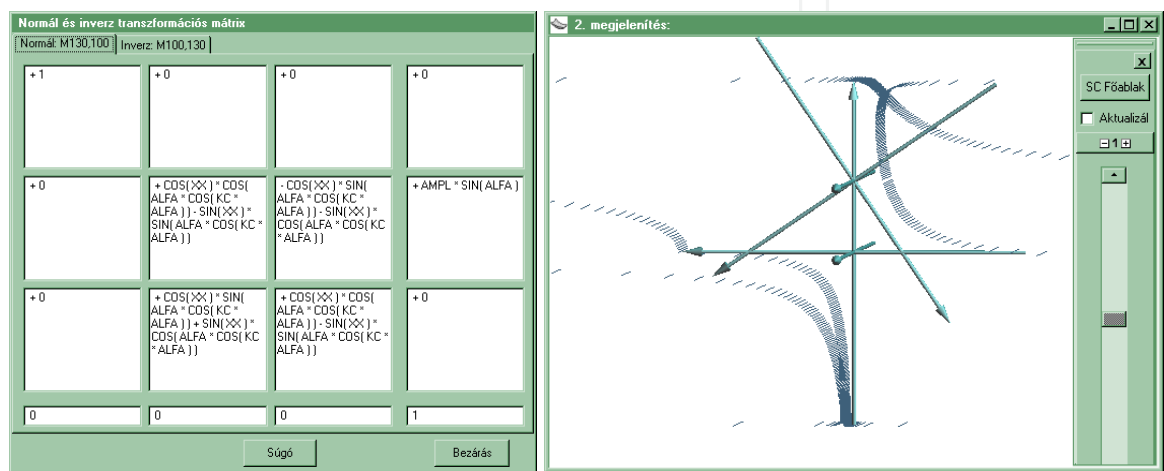 Normál és inverz transzformációs mátrix
Normál: M130,100
Inverz: M100,130
+ 1
+ 0
+ 0
+ 0
+ 0
+ COS( XX ) * COS(
ALFA * COS( KC *
ALFA ) ) - SIN( XX ) *
SIN( ALFA * COS( KC *
ALFA ) )
- COS( XX ) * SIN(
ALFA * COS( KC *
ALFA ) ) - SIN( XX ) *
COS( ALFA * COS( KC
* ALFA ) )
+ AMPL * SIN( ALFA )
+ 0
+ COS( XX ) * SIN(
ALFA * COS( KC *
ALFA ) ) + SIN( XX ) *
COS( ALFA * COS( KC
* ALFA ) )
+ COS( XX ) * COS(
ALFA * COS( KC *
ALFA ) ) - SIN( XX ) *
SIN( ALFA * COS( KC *
ALFA ) )
+ 0
0
0
0
1
Súgó
Bezárás
2. megjelenítés:
SC Főablak
Aktualizál
1